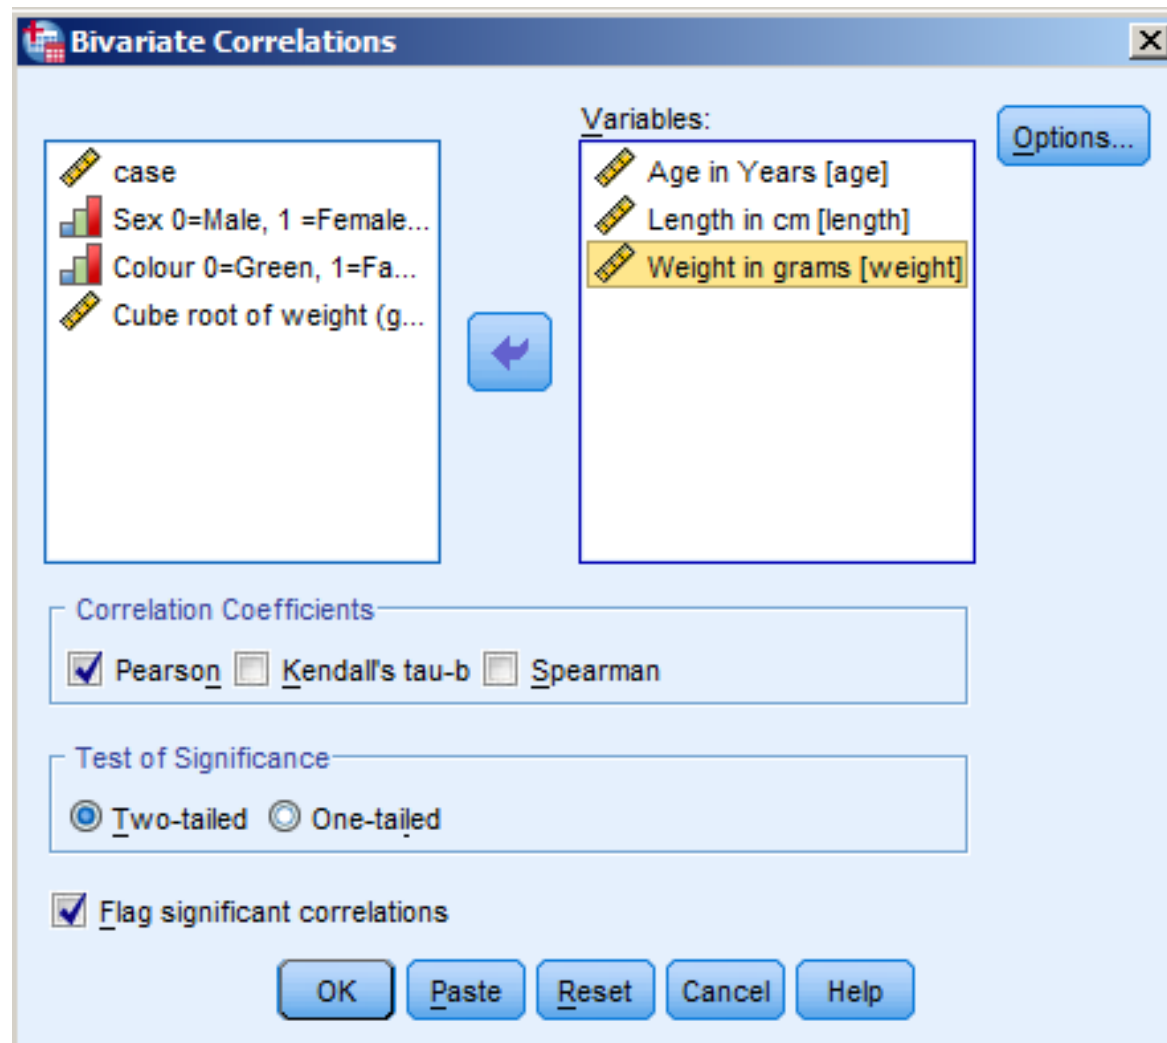 Bivariate Correlations
Variables:
Options...
case
Sex 0=Male, 1 =Female...
Colour 0=Green, 1=Fa...
Cube root of weight (g...
Age in Years [age]
Length in cm [length]
Weight in grams [weight]
Correlation Coefficients
Pearson Kendall's tau-b Spearman
Test of Significance
Two-tailed One-tailed
Flag significant correlations
OK Paste Reset Cancel Help